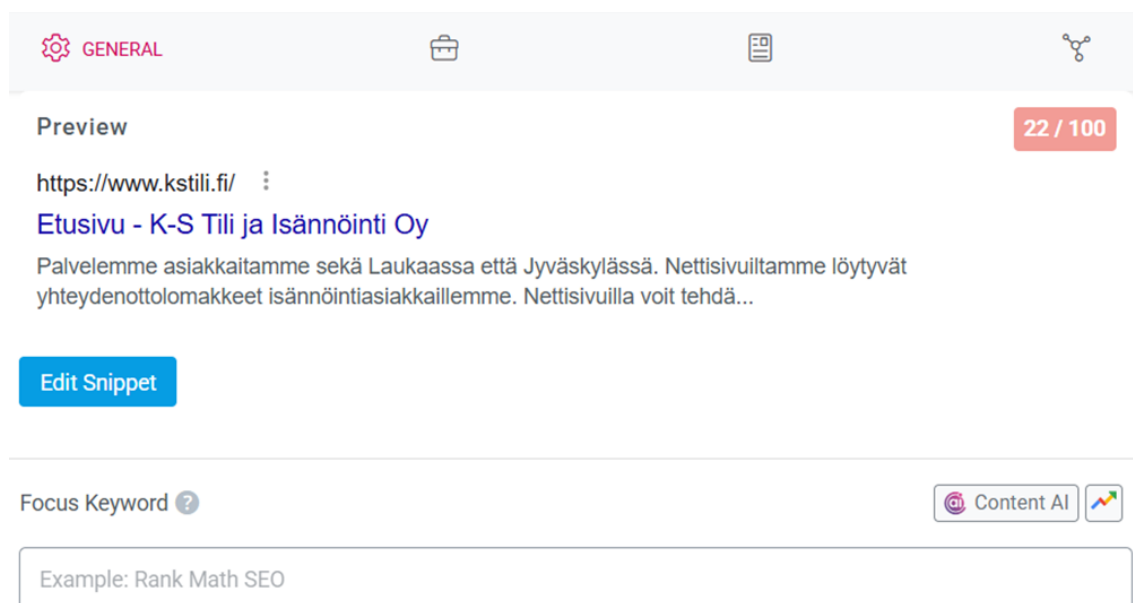 GENERAL
Preview
22 / 100
https://www.kstili.fi/
Etusivu - K-S Tili ja Isännöinti Oy
Palvelemme asiakkaitamme sekä Laukaassa että Jyväskylässä. Nettisivuiltamme löytyvät
yhteydenottolomakkeet isännöintiasiakkaillemme. Nettisivuilla voit tehdä...
Edit Snippet
Focus Keyword ?
ai Content AI
Example: Rank Math SEO